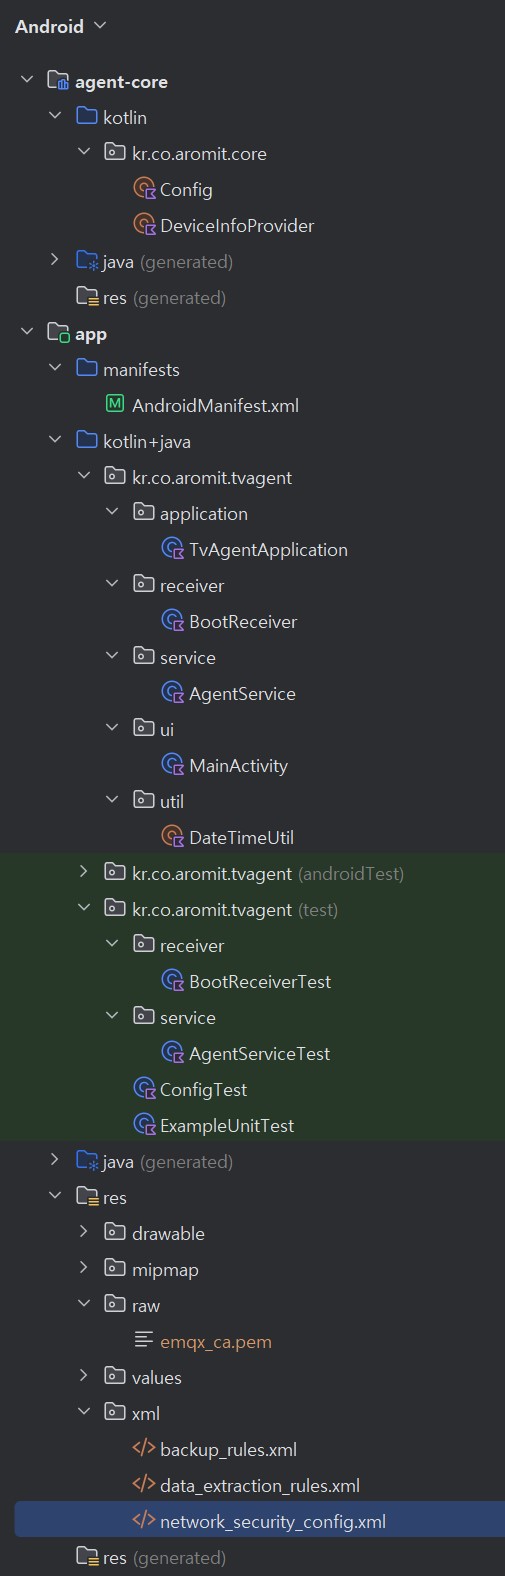 Android
agent-core
kotlin
kr.co.aromit.core
Config
DeviceInfoProvider
java (generated)
res (generated)
app
manifests
AndroidManifest.xml
kotlin+java
kr.co.aromit.tvagent
application
TvAgentApplication
receiver
BootReceiver
service
AgentService
ui
MainActivity
util
DateTimeUtil
kr.co.aromit.tvagent (androidTest)
kr.co.aromit.tvagent (test)
receiver
BootReceiverTest
service
AgentServiceTest
ConfigTest
ExampleUnitTest
java (generated)
res
drawable
mipmap
raw
emqx_ca.pem
values
xml
backup_rules.xml
data_extraction_rules.xml
network_security_config.xml
res (generated)